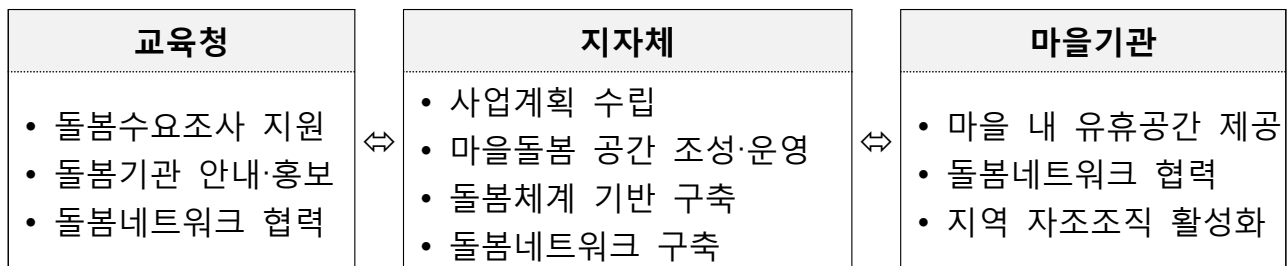 교육청
• 돌봄수요조사 지원
• 돌봄기관 안내·홍보
• 돌봄네트워크 협력
⇔
지자체
• 사업계획 수립
• 마을돌봄 공간 조성·운영
• 돌봄체계 기반 구축
• 돌봄네트워크 구축
⇔
마을기관
• 마을 내 유휴공간 제공
• 돌봄네트워크 협력
• 지역 자조조직 활성화